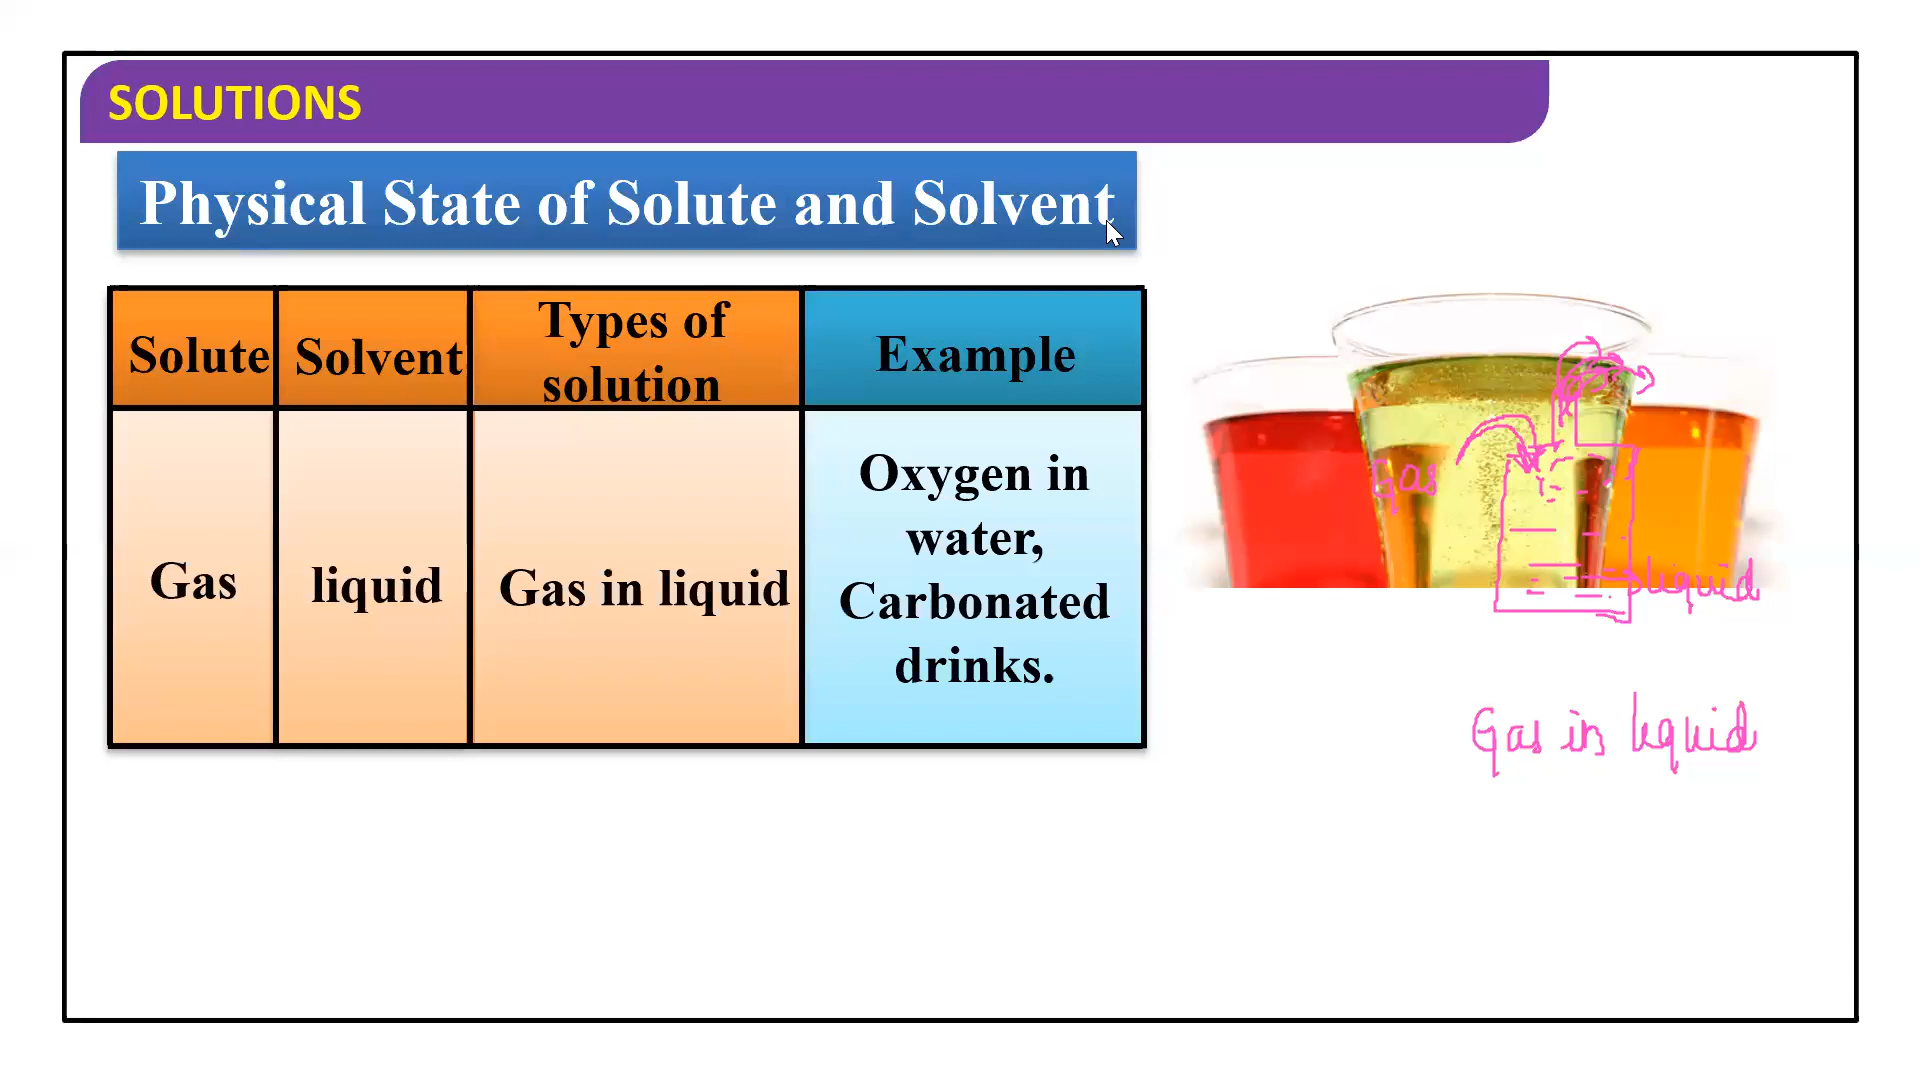 SOLUTIONS
Physical State of Solute and Solvent
Solute
Solvent
Types of
solution
Example
Gas
liquid
Gas in liquid
Oxygen in
water,
Carbonated
drinks.
Gas
liquid
Gas in liquid